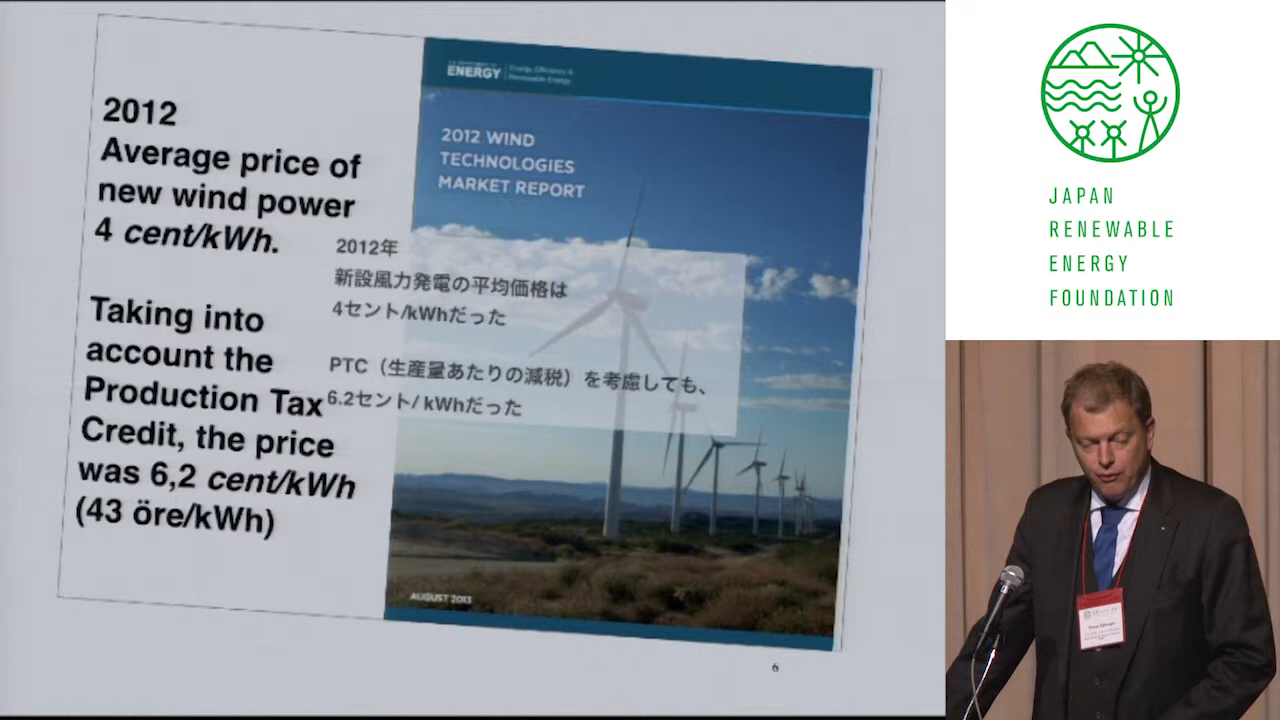 2012
Average price of
new wind power
4 cent/kWh.
Taking into
account the
Production Tax
Credit, the price
was 6,2 cent/kWh
(43 öre/kWh)
ENERGY
Energy Efficiency &
Renewable Energy
2012 WIND
TECHNOLOGIES
MARKET REPORT
2012年
新設風力発電の平均価格は
4セント/kWhだった
PTC（生産量あたりの減税）を考慮しても、
6.2セント/ kWhだった
AUGUST 2013
6
JAPAN
RENEWABLE
ENERGY
FOUNDATION